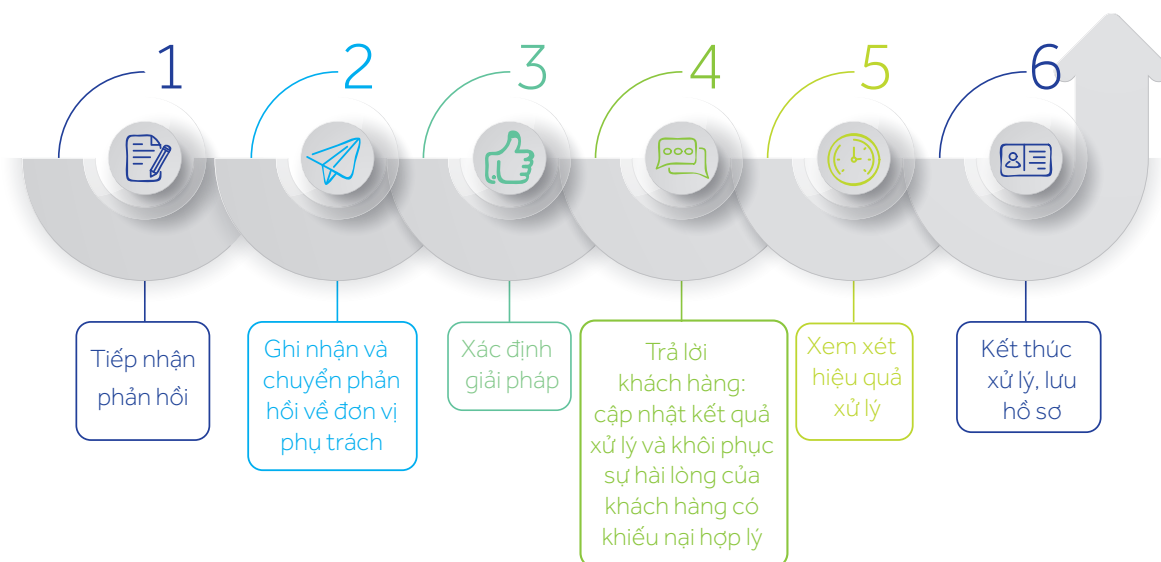 1
Tiếp nhận
phản hồi
2
Ghi nhận và
chuyển phản
hồi về đơn vị
phụ trách
3
Xác định
giải pháp
4
Trả lời
khách hàng:
cập nhật kết quả
xử lý và khôi phục
sự hài lòng của
khách hàng có
khiếu nại hợp lý
5
Xem xét
hiệu quả
xử lý
6
Kết thúc
xử lý, lưu
hồ sơ